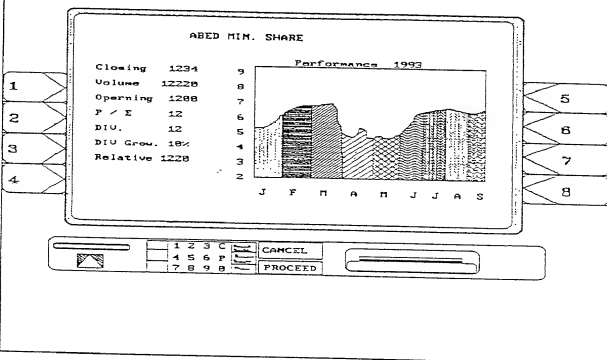 ABED MIN. SHARE
Closing 1234
Volume 12220
Operning 1200
P / E 12
DIV. 12
DIV Grow. 10%
Relative 1220
Performance 1993
9
8
7
6
5
4
3
2
J F M A M J J A S
1
2
3
4
5
6
7
8
1 2 3 C
4 5 6 P
7 8 9 0
CANCEL
PROCEED